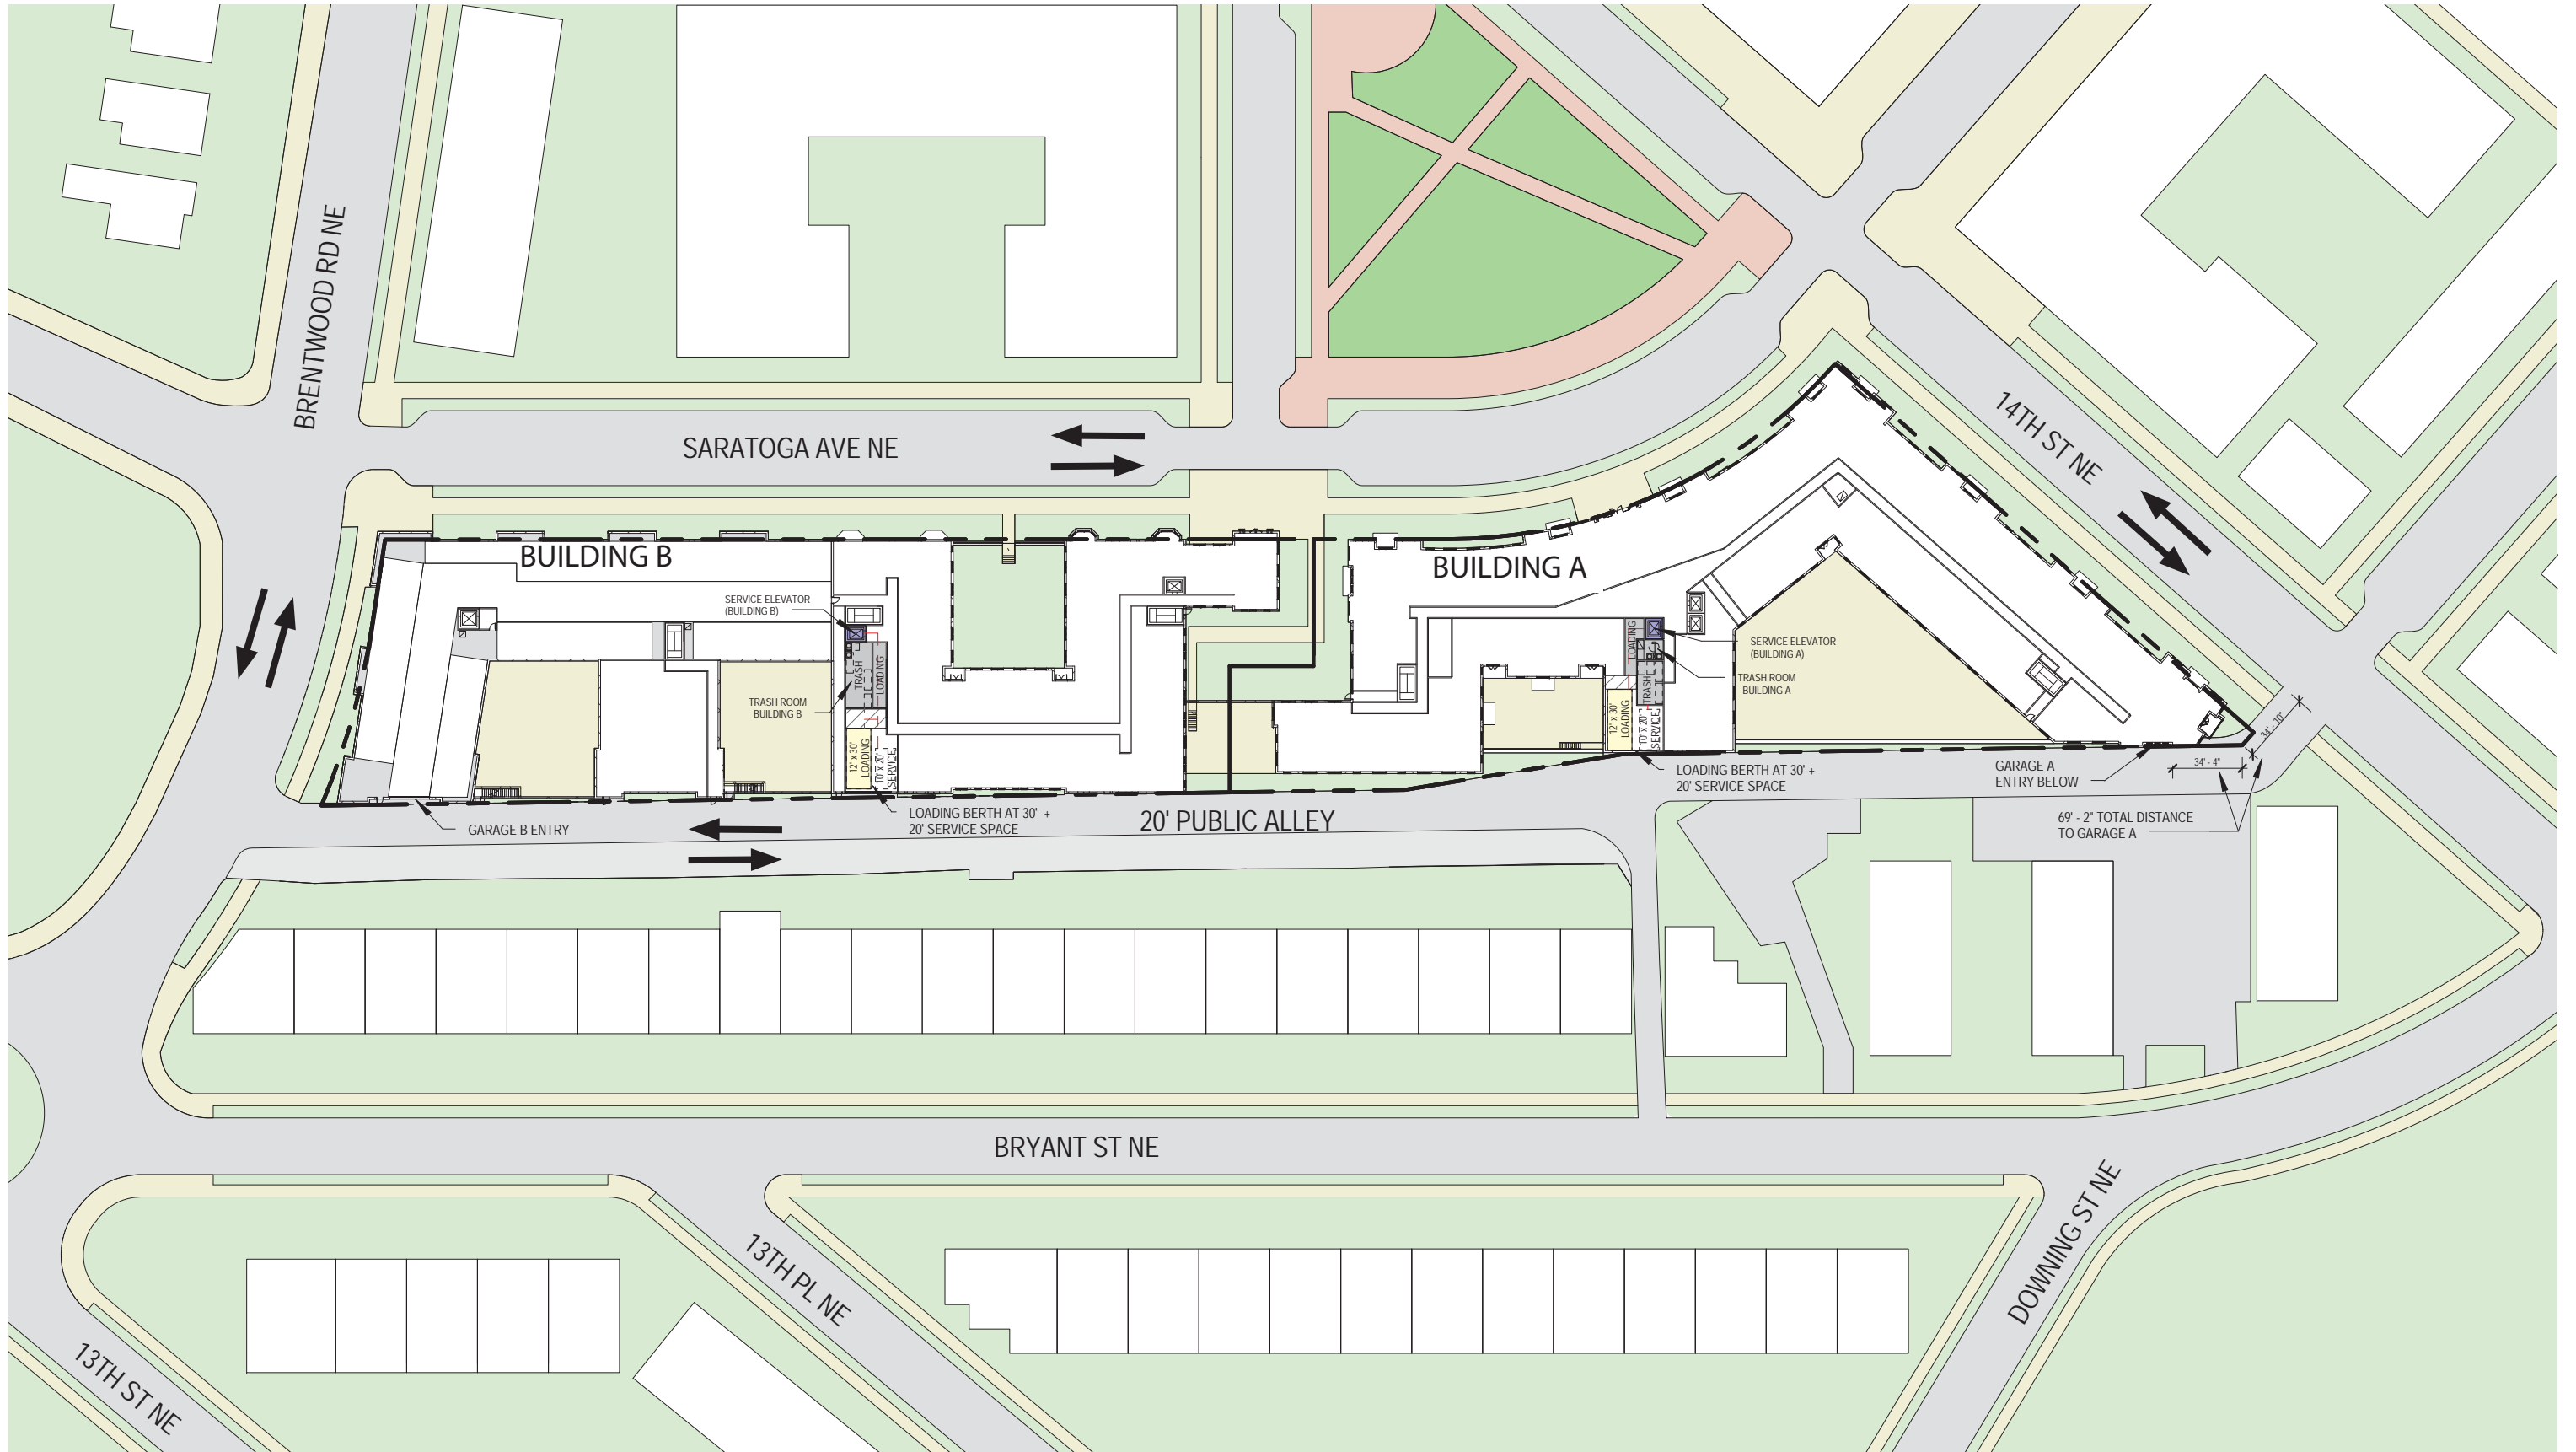 BRENTWOOD RD NE
SARATOGA AVE NE
14TH ST NE
BUILDING B
BUILDING A
SERVICE ELEVATOR
(BUILDING B)
TRASH
LOADING
TRASH ROOM
BUILDING B
12' x 30'
LOADING
10' x 20'
SERVICE
LOADING
TRASH
SERVICE ELEVATOR
(BUILDING A)
TRASH ROOM
BUILDING A
12' x 30'
LOADING
10' x 20'
SERVICE
34' - 10"
34' - 4"
GARAGE A
ENTRY BELOW
LOADING BERTH AT 30' +
20' SERVICE SPACE
69' - 2" TOTAL DISTANCE
TO GARAGE A
GARAGE B ENTRY
LOADING BERTH AT 30' +
20' SERVICE SPACE
20' PUBLIC ALLEY
BRYANT ST NE
13TH PL NE
DOWNING ST NE
13TH ST NE